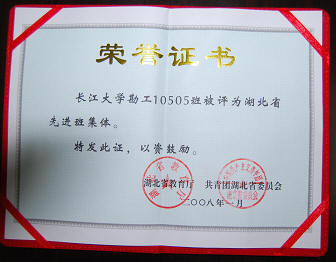 荣誉证书
长江大学勘工10505班被评为湖北省
先进班集体。
特发此证，以资鼓励。
湖北省教育厅 共青团湖北省委员会
二〇〇八年一月